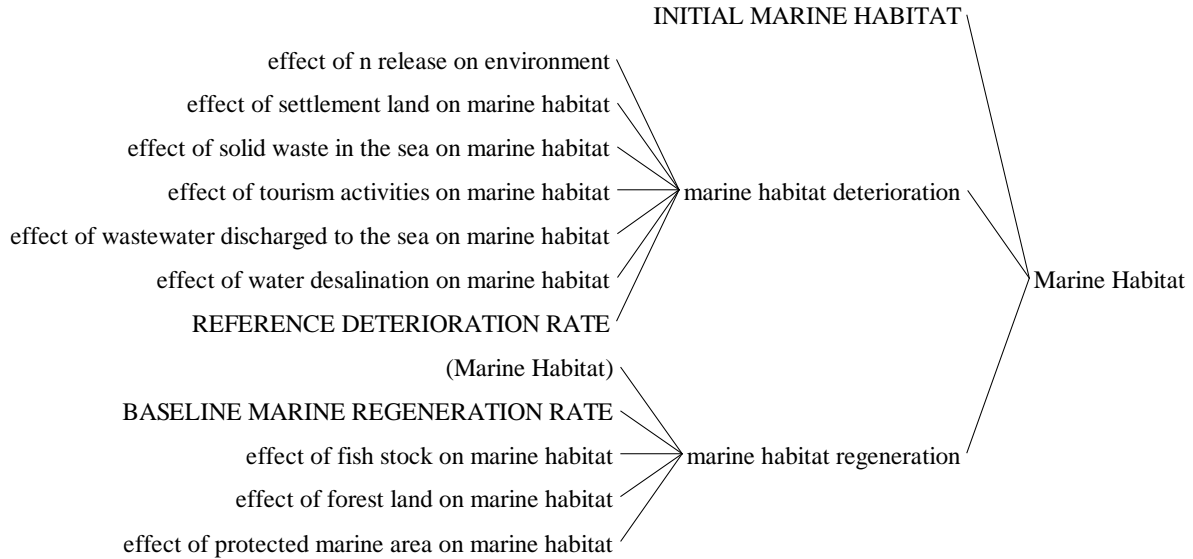 INITIAL MARINE HABITAT
effect of n release on environment
effect of settlement land on marine habitat
effect of solid waste in the sea on marine habitat
effect of tourism activities on marine habitat
effect of wastewater discharged to the sea on marine habitat
effect of water desalination on marine habitat
REFERENCE DETERIORATION RATE
marine habitat deterioration
(Marine Habitat)
BASELINE MARINE REGENERATION RATE
effect of fish stock on marine habitat
effect of forest land on marine habitat
effect of protected marine area on marine habitat
marine habitat regeneration
Marine Habitat